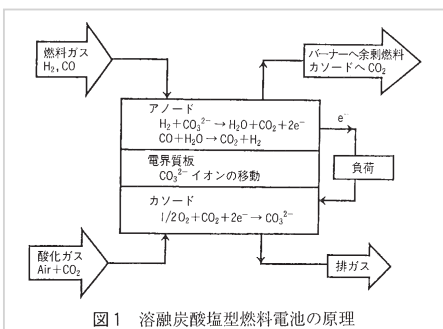 燃料ガス
H₂, CO
バーナーへ余剰燃料
カソードへCO₂
アノード
H₂+CO₃²⁻→H₂O+CO₂+2e⁻
CO+H₂O→CO₂+H₂
e⁻
電界質板
CO₃²⁻イオンの移動
負荷
カソード
1/2O₂+CO₂+2e⁻→CO₃²⁻
酸化ガス
Air+CO₂
排ガス
図1 溶融炭酸塩型燃料電池の原理